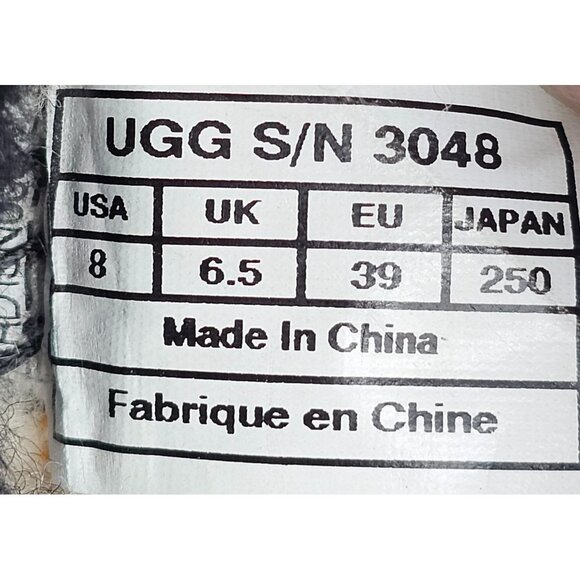 UGG S/N 3048
USA UK EU JAPAN
8 6.5 39 250
Made In China
Fabrique en Chine